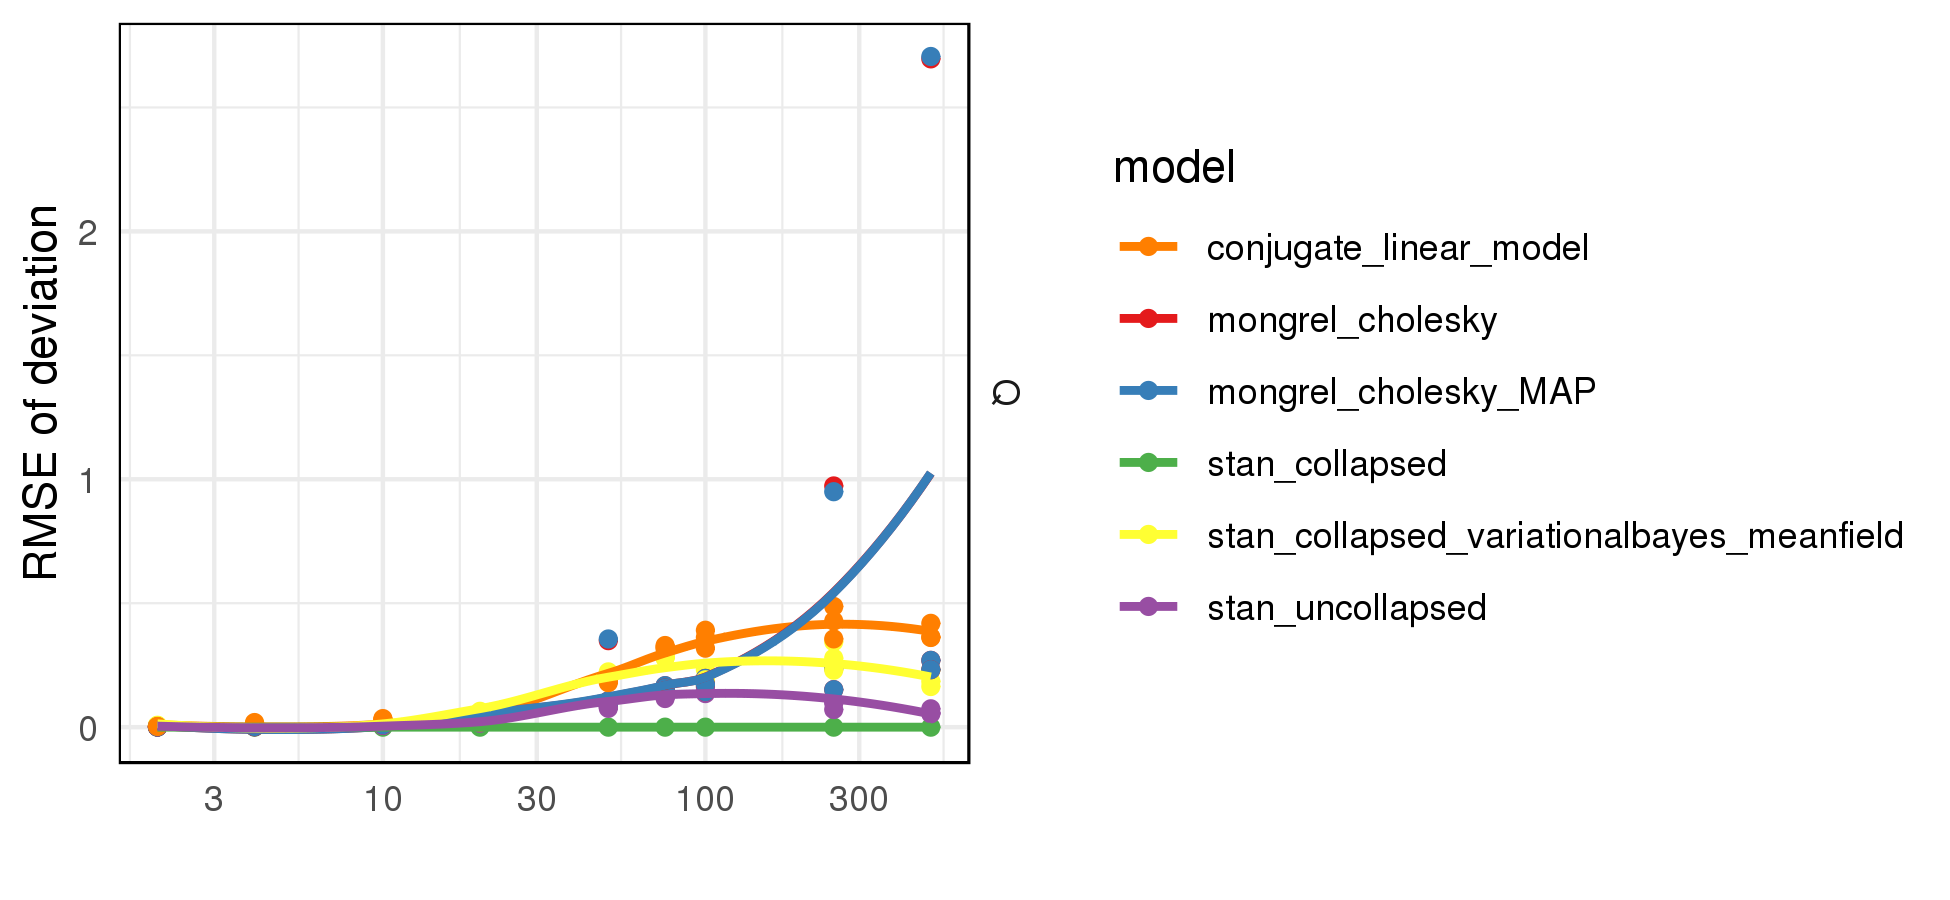 RMSE of deviation
2
1
0
3 10 30 100 300
Q
model
conjugate_linear_model
mongrel_cholesky
mongrel_cholesky_MAP
stan_collapsed
stan_collapsed_variationalbayes_meanfield
stan_uncollapsed